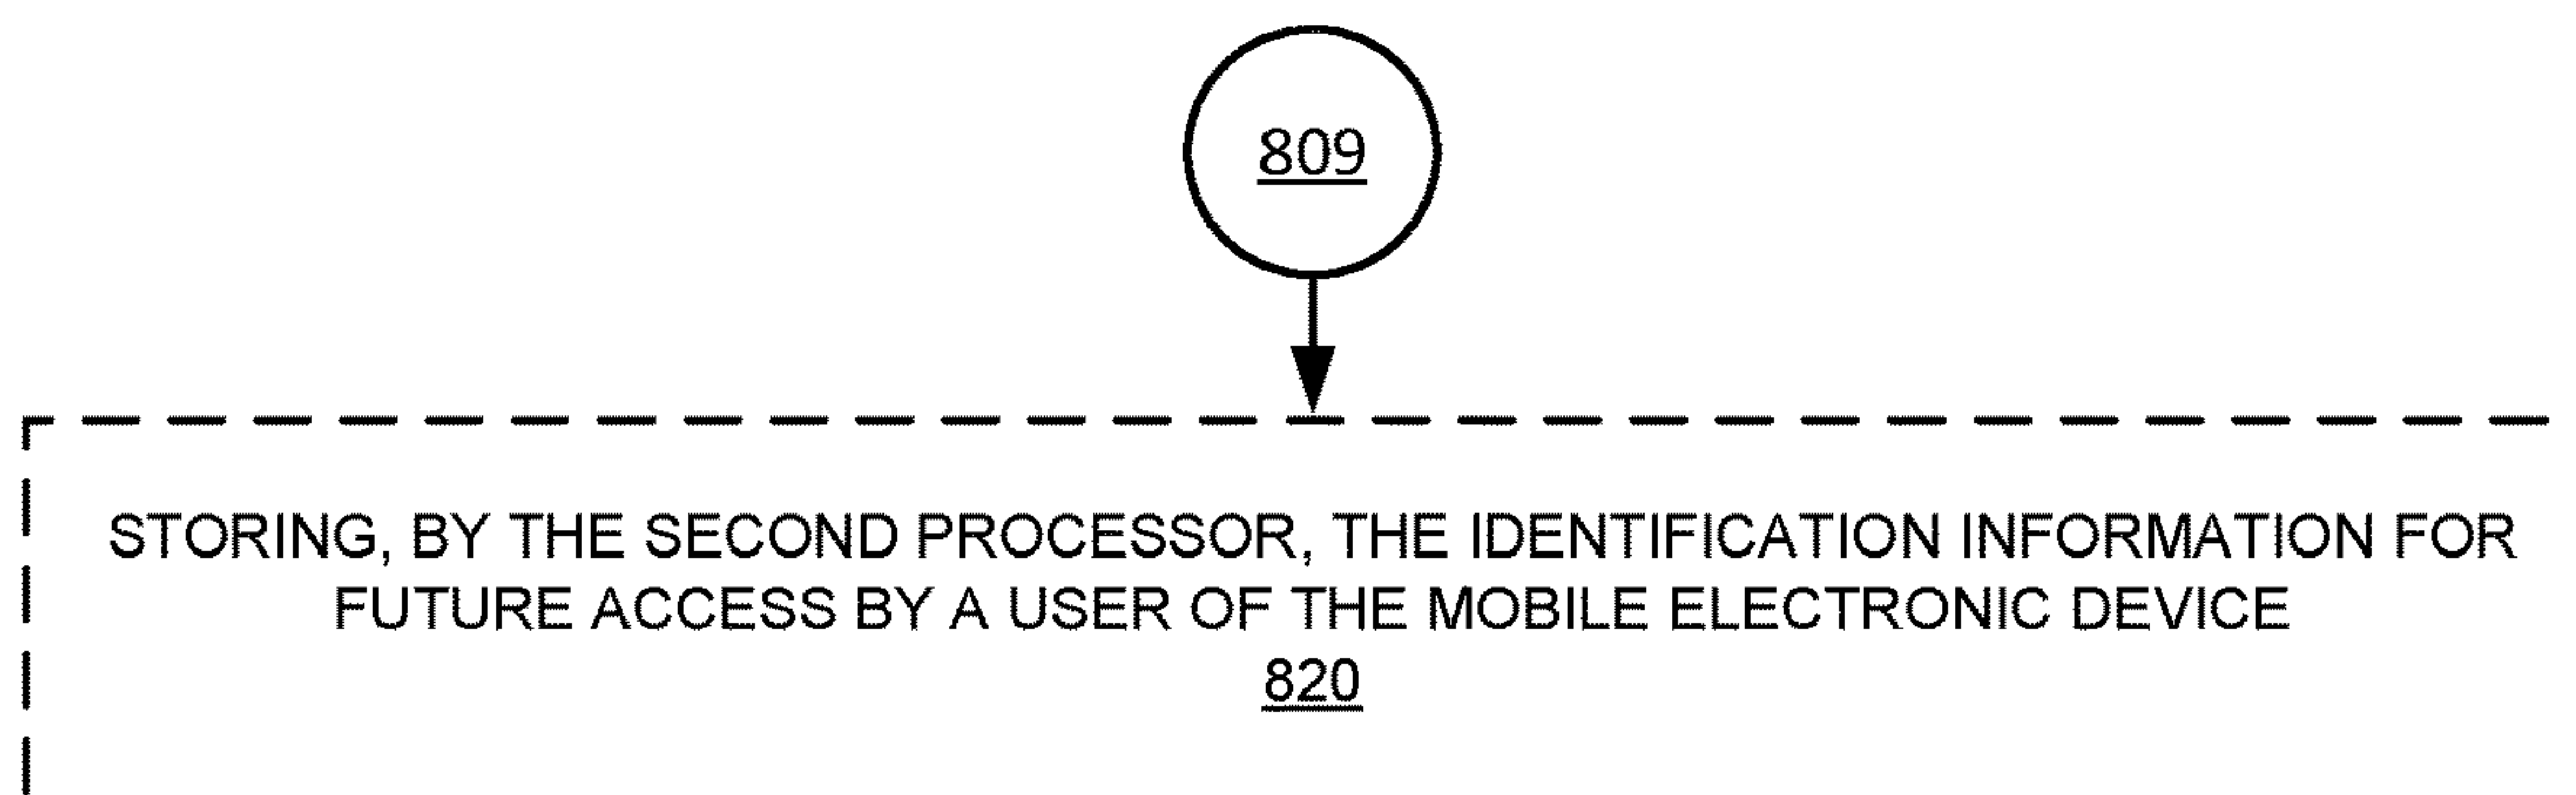 809
STORING, BY THE SECOND PROCESSOR, THE IDENTIFICATION INFORMATION FOR
FUTURE ACCESS BY A USER OF THE MOBILE ELECTRONIC DEVICE
820